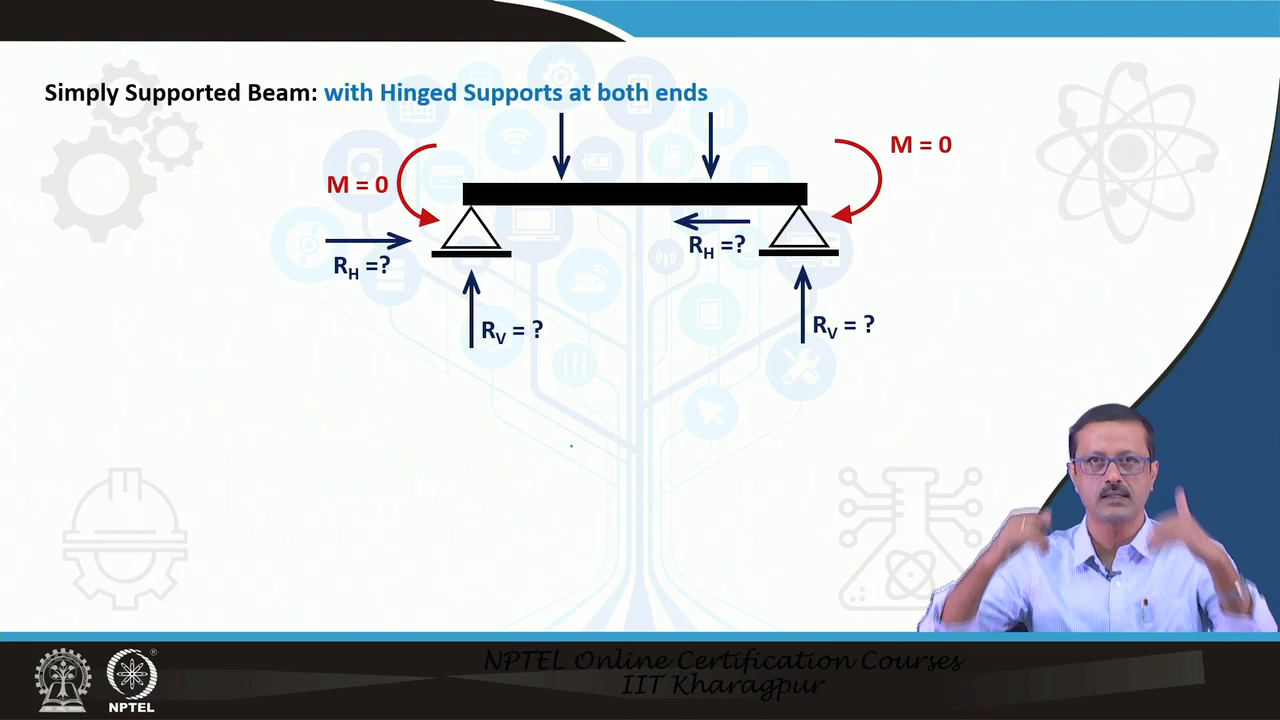 Simply Supported Beam: with Hinged Supports at both ends
M = 0
M = 0
R_H =?
R_H =?
R_V = ?
R_V = ?
NPTEL Online Certification Courses
IIT Kharagpur
NPTEL
®